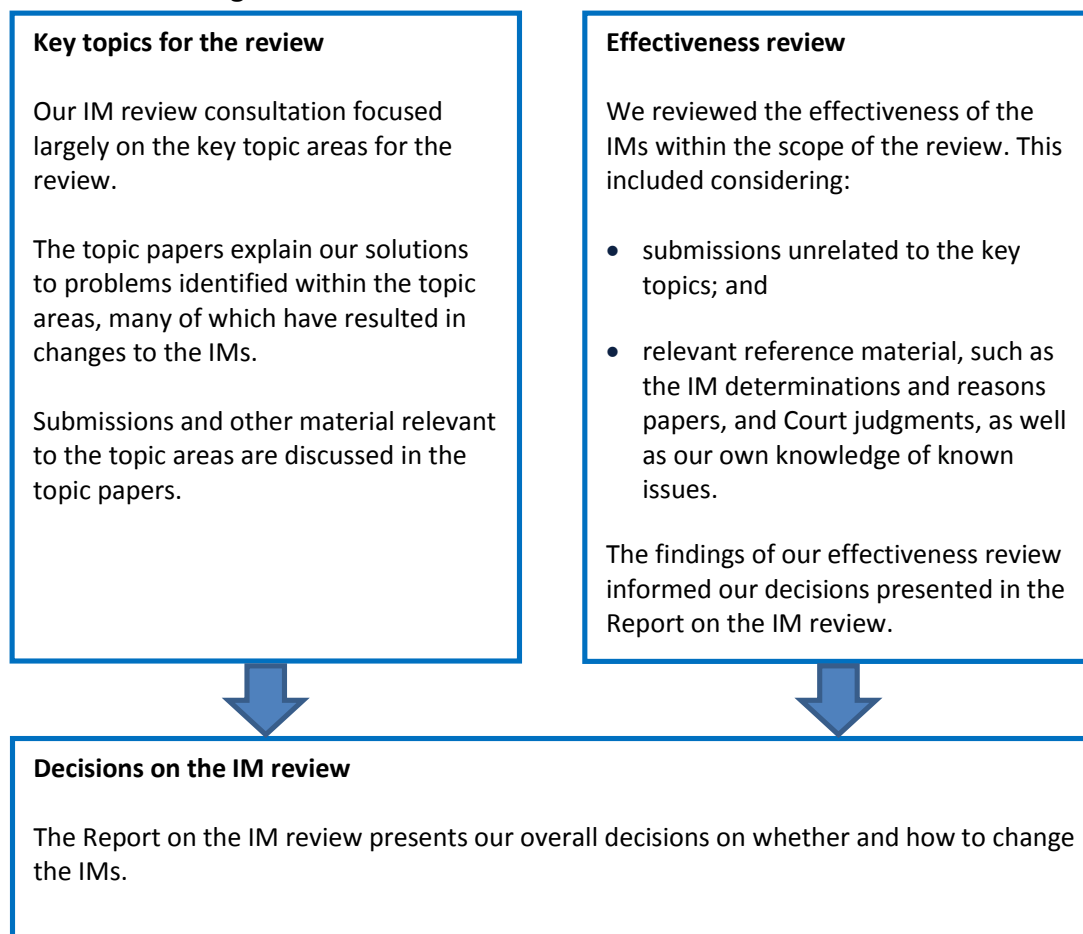 Key topics for the review
Our IM review consultation focused
largely on the key topic areas for the
review.
The topic papers explain our solutions
to problems identified within the topic
areas, many of which have resulted in
changes to the IMs.
Submissions and other material relevant
to the topic areas are discussed in the
topic papers.
Effectiveness review
We reviewed the effectiveness of the
IMs within the scope of the review. This
included considering:
• submissions unrelated to the key
topics; and
• relevant reference material, such as
the IM determinations and reasons
papers, and Court judgments, as well
as our own knowledge of known
issues.
The findings of our effectiveness review
informed our decisions presented in the
Report on the IM review.
Decisions on the IM review
The Report on the IM review presents our overall decisions on whether and how to change
the IMs.